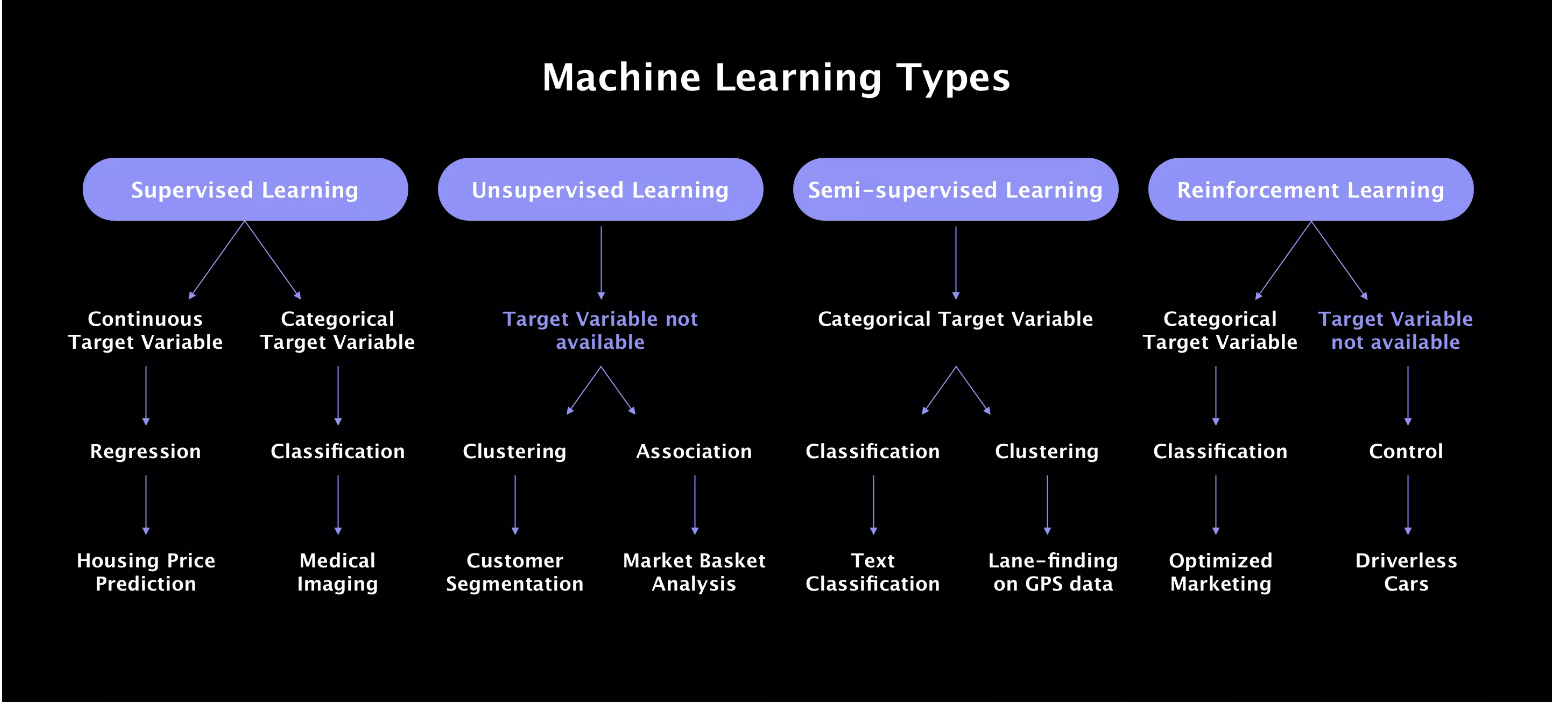 Machine Learning Types
Supervised Learning
Unsupervised Learning
Semi-supervised Learning
Reinforcement Learning
Continuous
Target Variable
Categorical
Target Variable
Target Variable not
available
Categorical Target Variable
Categorical
Target Variable
Target Variable
not available
Regression
Classification
Clustering
Association
Classification
Clustering
Classification
Control
Housing Price
Prediction
Medical
Imaging
Customer
Segmentation
Market Basket
Analysis
Text
Classification
Lane-finding
on GPS data
Optimized
Marketing
Driverless
Cars